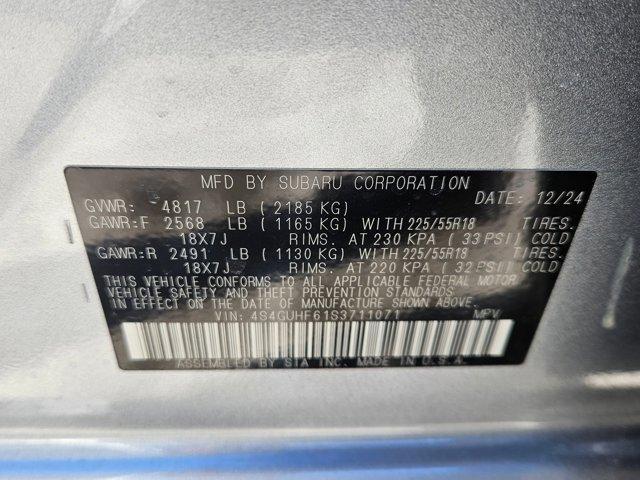 MFD BY SUBARU CORPORATION
GVWR: 4817 LB ( 2185 KG) DATE: 12/24
GAWR:F 2568 LB ( 1165 KG) WITH 225/55R18 TIRES.
18X7J RIMS. AT 230 KPA ( 33 PSI) COLD
GAWR:R 2491 LB ( 1130 KG) WITH 225/55R18 TIRES.
18X7J RIMS. AT 220 KPA ( 32 PSI) COLD
THIS VEHICLE CONFORMS TO ALL APPLICABLE FEDERAL MOTOR
VEHICLE SAFETY AND THEFT PREVENTION STANDARDS
IN EFFECT ON THE DATE OF MANUFACTURE SHOWN ABOVE.
VIN: 4S4GUHF61S3711071 MPV
ASSEMBLED BY SIA INC. MADE IN U.S.A.